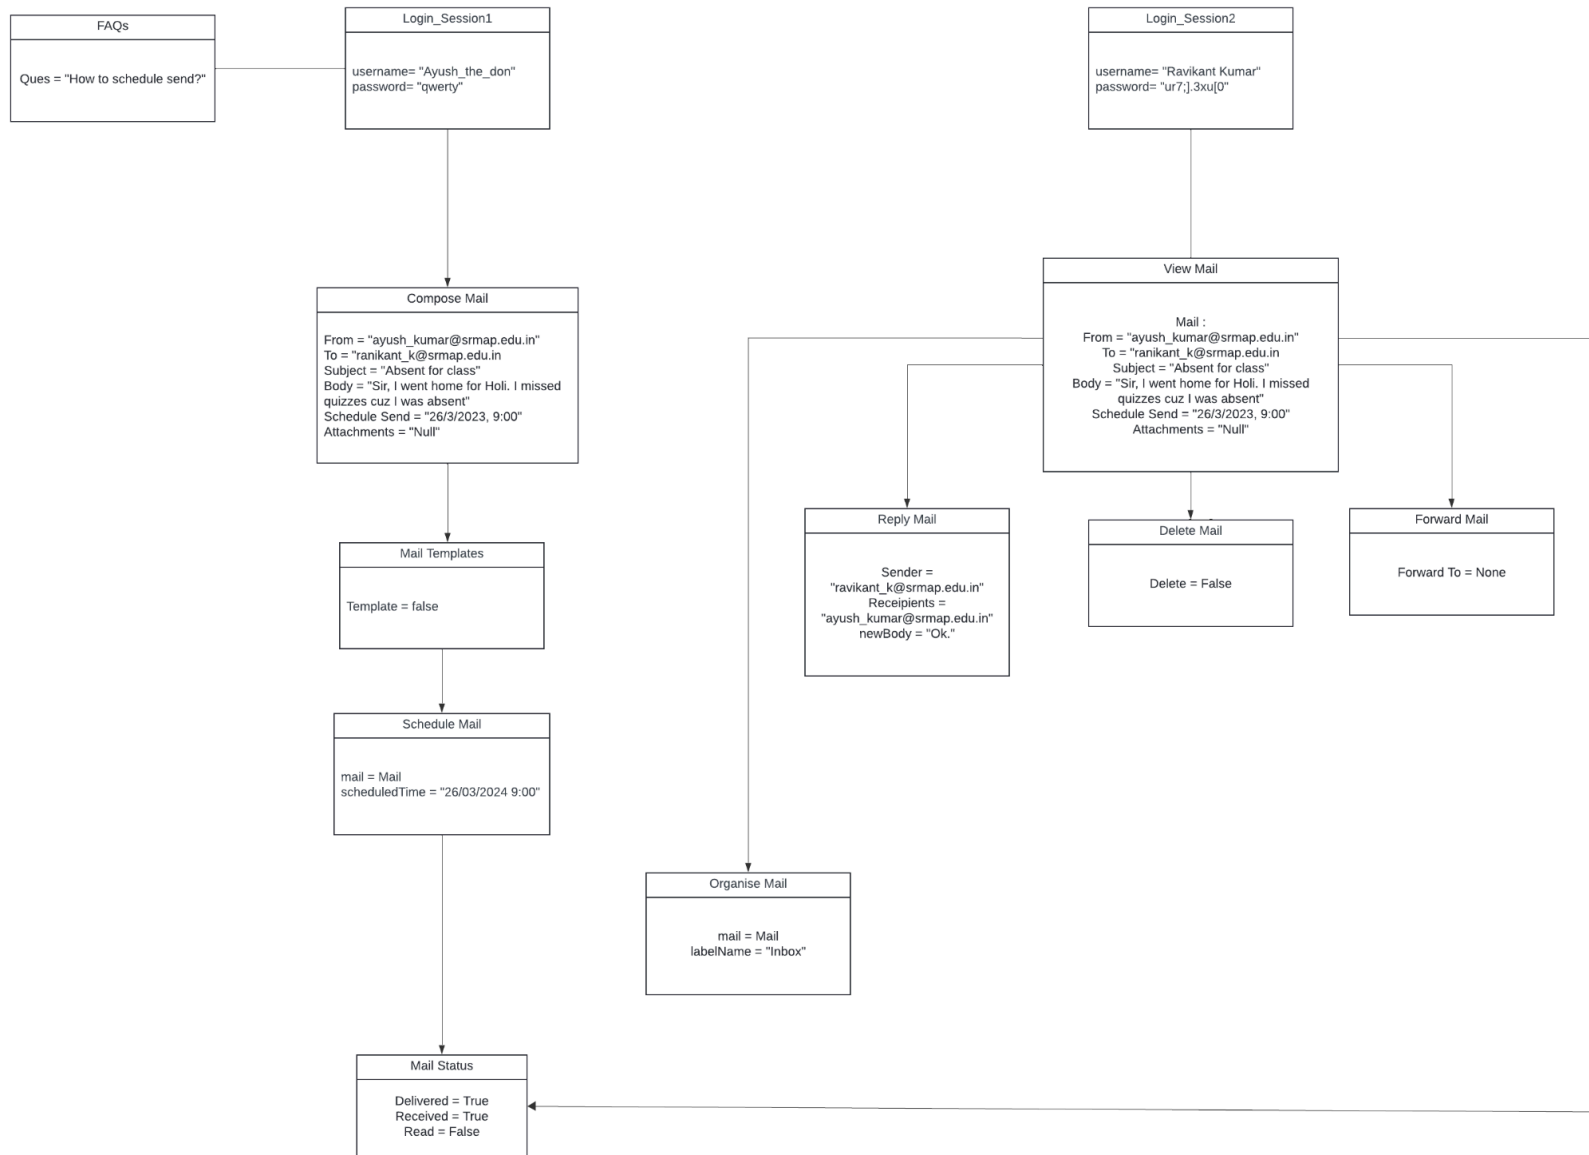 FAQs
Ques = "How to schedule send?"
Login_Session1
username= "Ayush_the_don"
password= "qwerty"
Login_Session2
username= "Ravikant Kumar"
password= "ur7;].3xu[0"
Compose Mail
From = "ayush_kumar@srmap.edu.in"
To = "ranikant_k@srmap.edu.in
Subject = "Absent for class"
Body = "Sir, I went home for Holi. I missed
quizzes cuz I was absent"
Schedule Send = "26/3/2023, 9:00"
Attachments = "Null"
View Mail
Mail :
From = "ayush_kumar@srmap.edu.in"
To = "ranikant_k@srmap.edu.in
Subject = "Absent for class"
Body = "Sir, I went home for Holi. I missed
quizzes cuz I was absent"
Schedule Send = "26/3/2023, 9:00"
Attachments = "Null"
Mail Templates
Template = false
Reply Mail
Sender =
"ravikant_k@srmap.edu.in"
Receipients =
"ayush_kumar@srmap.edu.in"
newBody = "Ok."
Delete Mail
Delete = False
Forward Mail
Forward To = None
Schedule Mail
mail = Mail
scheduledTime = "26/03/2024 9:00"
Organise Mail
mail = Mail
labelName = "Inbox"
Mail Status
Delivered = True
Received = True
Read = False